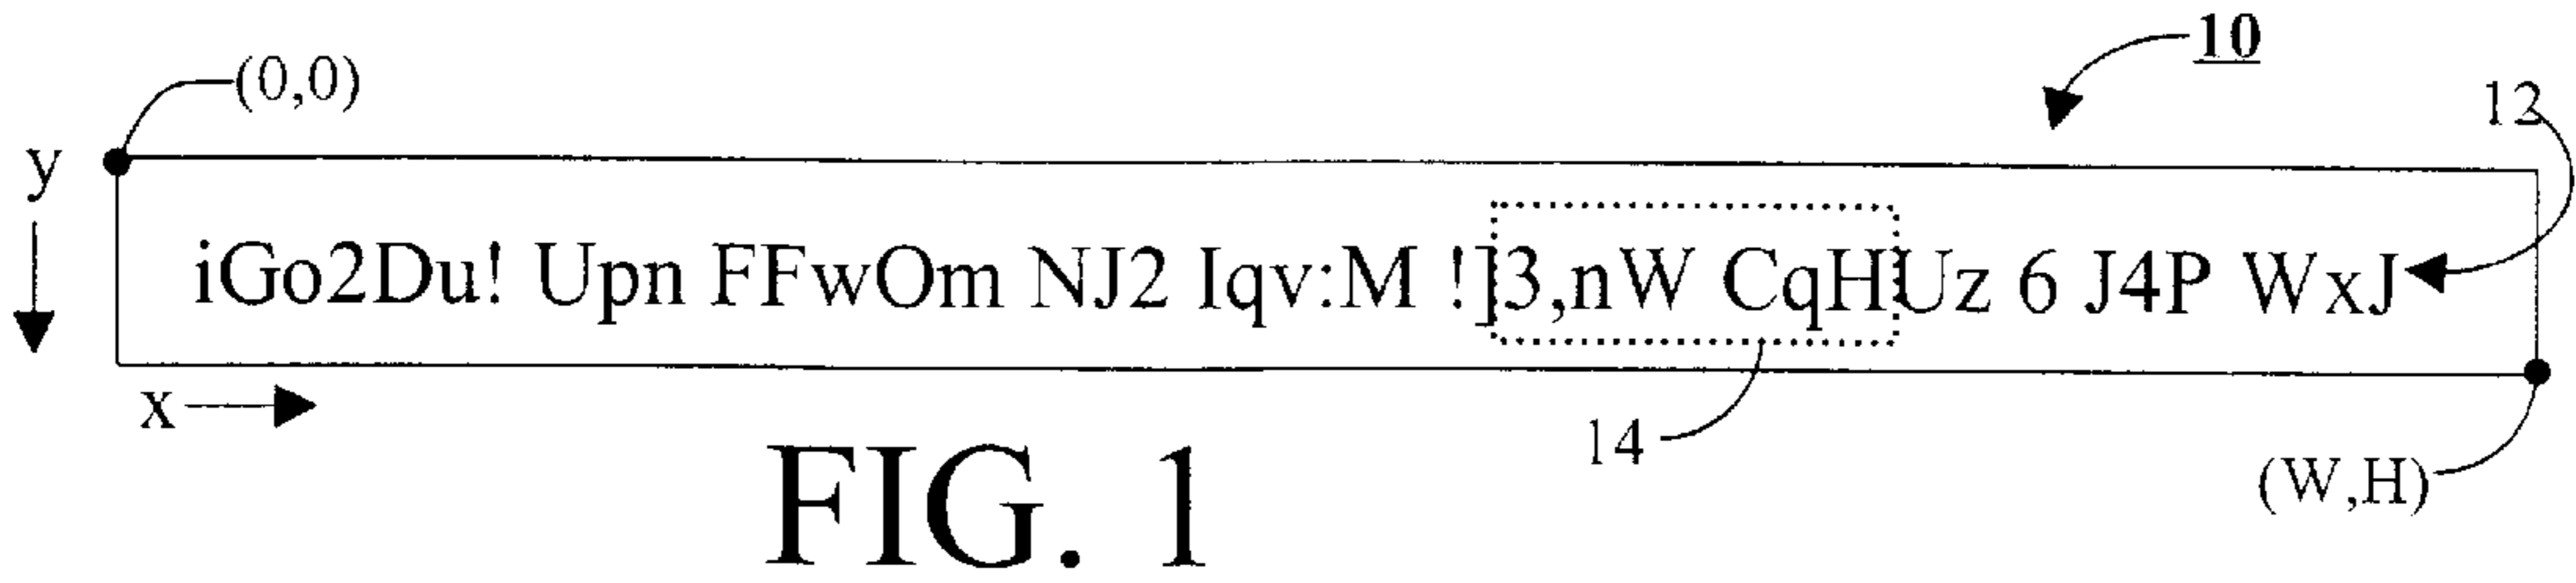 10
(0,0)
12
y
iGo2Du! Upn FFwOm NJ2 Iqv:M !]3,nW CqHUz 6 J4P WxJ
x
14
(W,H)
FIG. 1